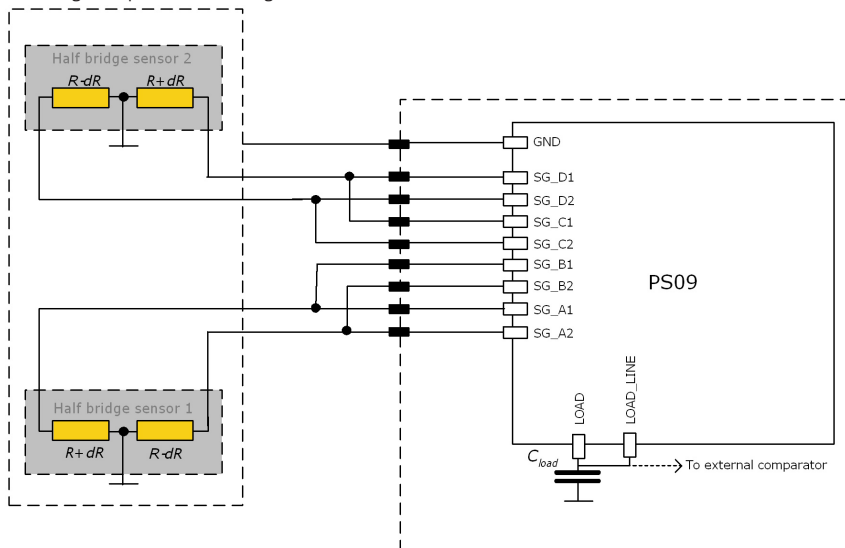 Half bridge sensor 2
R-dR R+dR
GND
SG_D1
SG_D2
SG_C1
SG_C2
SG_B1
SG_B2
SG_A1
SG_A2
PS09
LOAD
LOAD_LINE
Cload
To external comparator
Half bridge sensor 1
R+dR R-dR